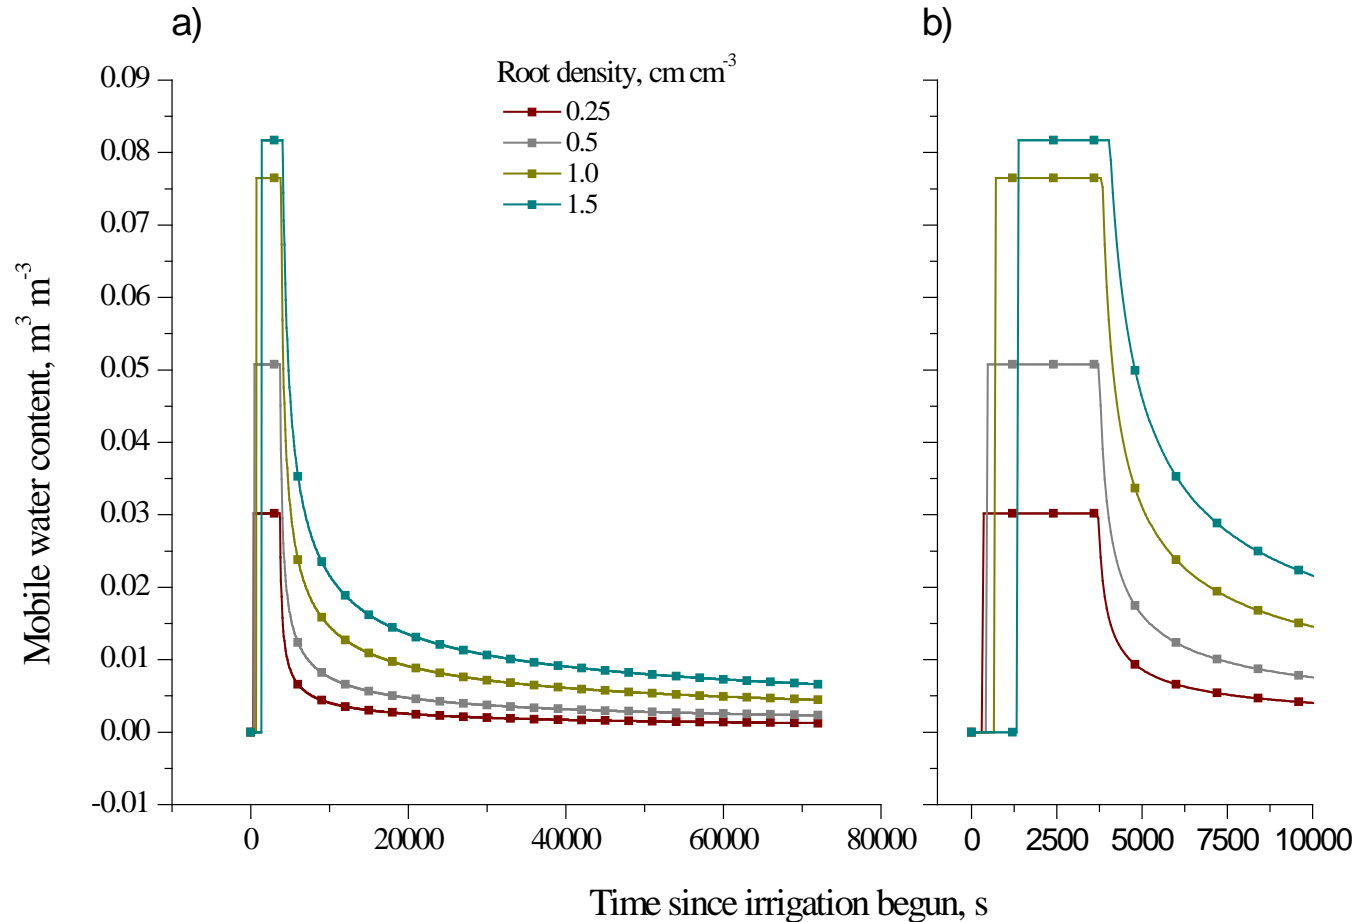 a)
b)
Root density, cm cm⁻³
0.25
0.5
1.0
1.5
0.09
0.08
0.07
0.06
0.05
0.04
0.03
0.02
0.01
0.00
-0.01
Mobile water content, m³ m⁻³
0 20000 40000 60000 80000
0 2500 5000 7500 10000
Time since irrigation begun, s